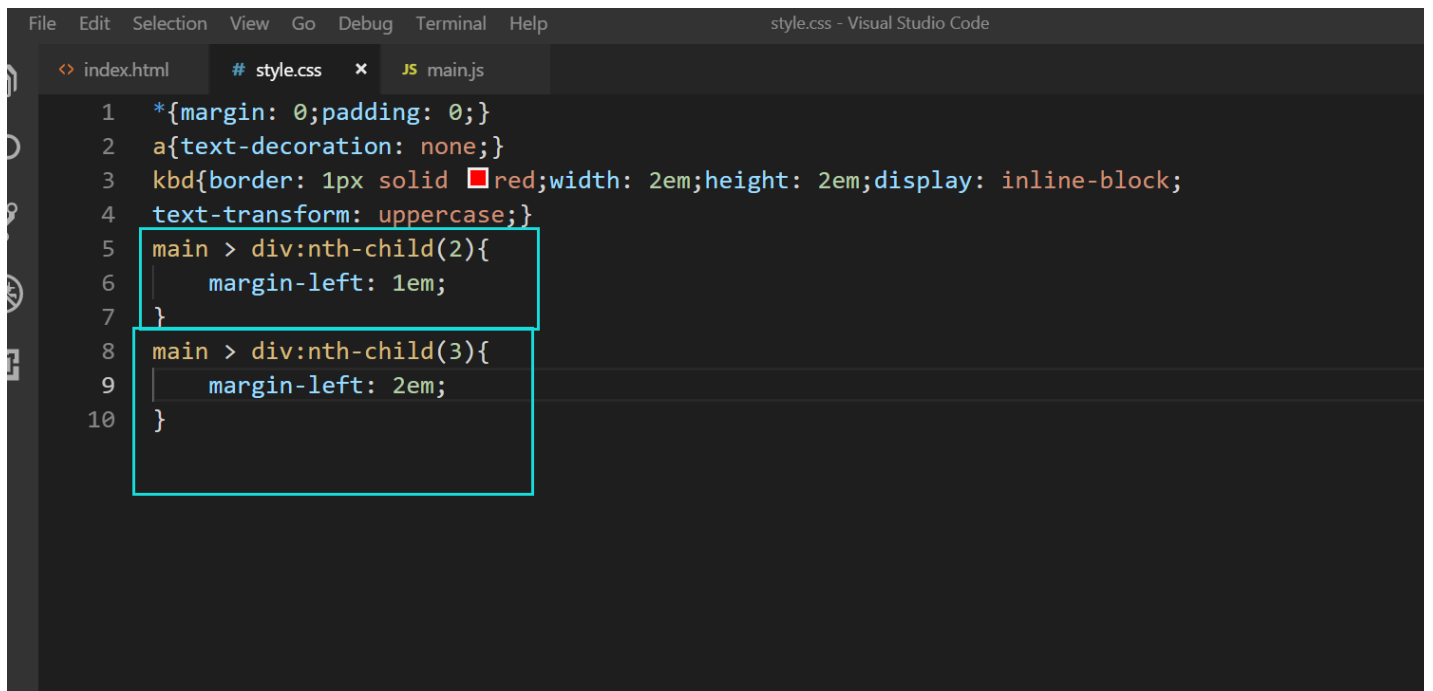 File Edit Selection View Go Debug Terminal Help style.css - Visual Studio Code
<> index.html # style.css × JS main.js
1 *{margin: 0;padding: 0;}
2 a{text-decoration: none;}
3 kbd{border: 1px solid red;width: 2em;height: 2em;display: inline-block;
4 text-transform: uppercase;}
5 main > div:nth-child(2){
6     margin-left: 1em;
7 }
8 main > div:nth-child(3){
9     margin-left: 2em;
10 }